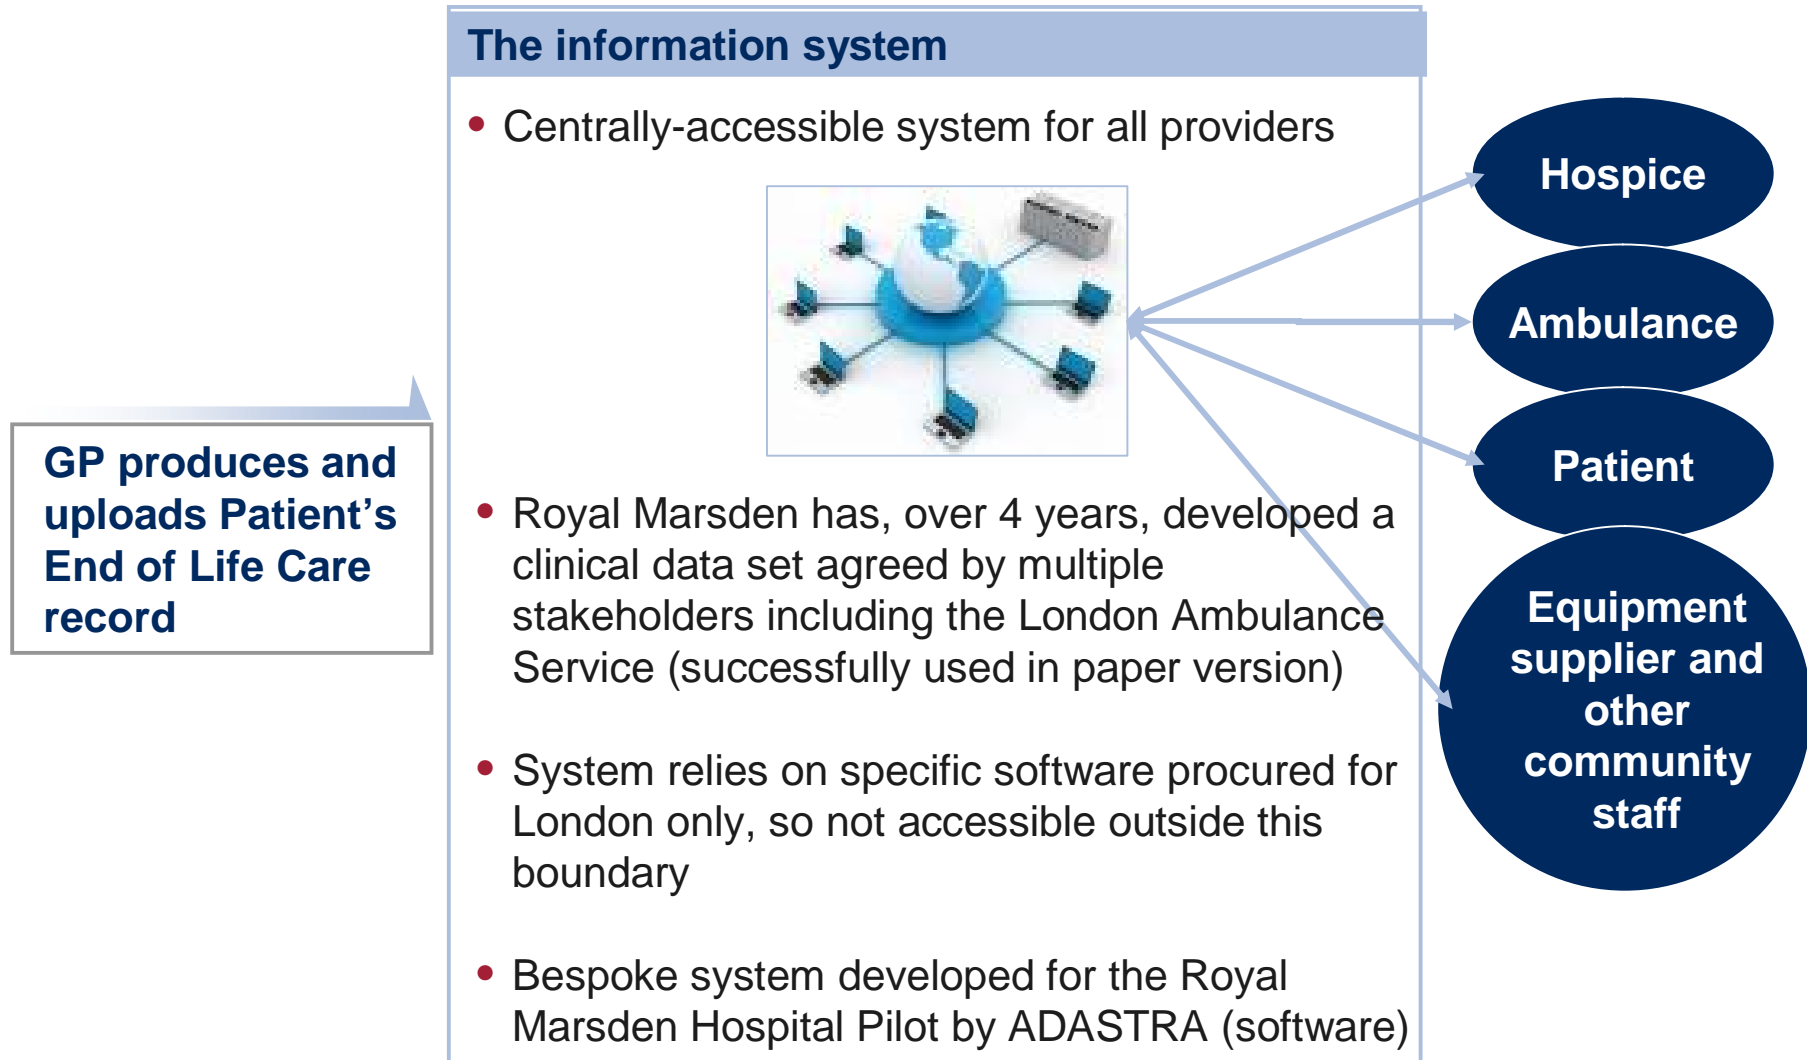 The information system
• Centrally-accessible system for all providers
GP produces and
uploads Patient's
End of Life Care
record
• Royal Marsden has, over 4 years, developed a
clinical data set agreed by multiple
stakeholders including the London Ambulance
Service (successfully used in paper version)
• System relies on specific software procured for
London only, so not accessible outside this
boundary
• Bespoke system developed for the Royal
Marsden Hospital Pilot by ADASTRA (software)
Hospice
Ambulance
Patient
Equipment
supplier and
other
community
staff